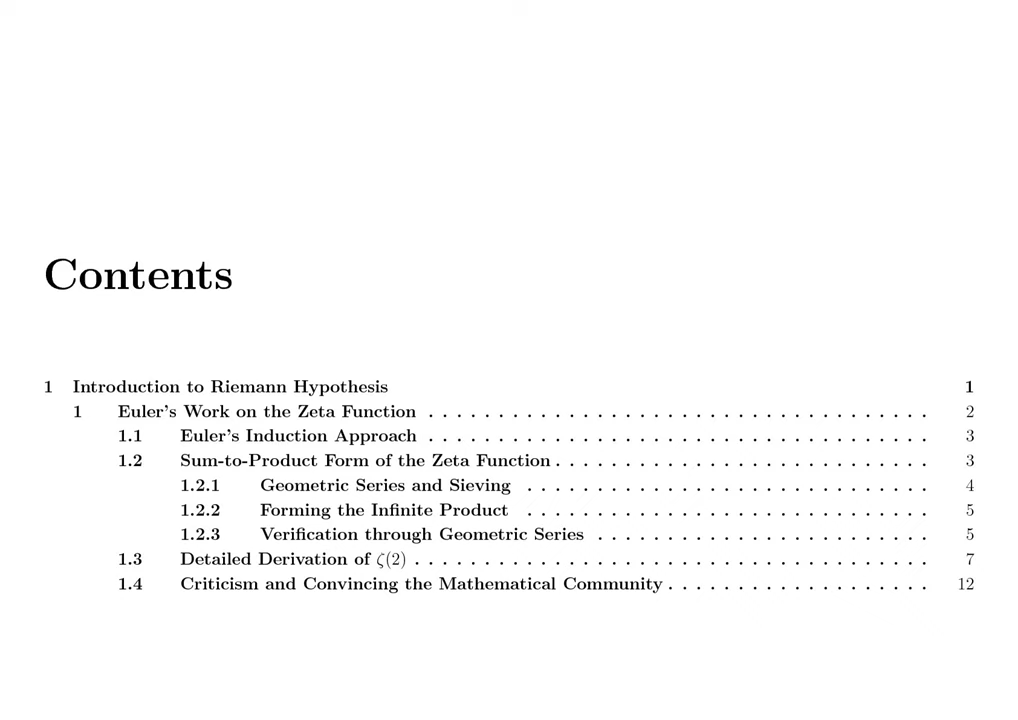 Contents
1 Introduction to Riemann Hypothesis 1
1 Euler's Work on the Zeta Function . . . . . . . . . . . . . . . . . . . . . . . . . . . . . . . . . . . . 2
1.1 Euler's Induction Approach . . . . . . . . . . . . . . . . . . . . . . . . . . . . . . . . . . . . 3
1.2 Sum-to-Product Form of the Zeta Function . . . . . . . . . . . . . . . . . . . . . . . . . . . 3
1.2.1 Geometric Series and Sieving . . . . . . . . . . . . . . . . . . . . . . . . . . . . . 4
1.2.2 Forming the Infinite Product . . . . . . . . . . . . . . . . . . . . . . . . . . . . . 5
1.2.3 Verification through Geometric Series . . . . . . . . . . . . . . . . . . . . . . . . 5
1.3 Detailed Derivation of ζ(2) . . . . . . . . . . . . . . . . . . . . . . . . . . . . . . . . . . . . . 7
1.4 Criticism and Convincing the Mathematical Community . . . . . . . . . . . . . . . . . . . 12